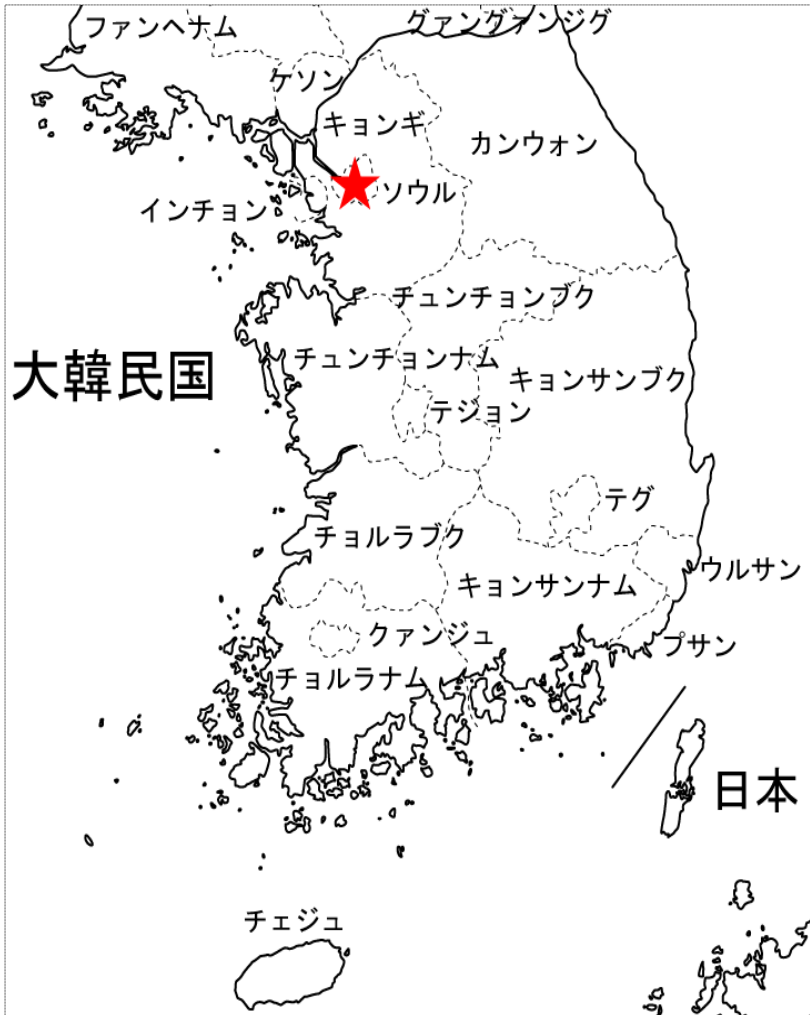 ファンヘナム
グァングァンジグ
ケソン
キョンギ
カンウォン
ソウル
インチョン
チュンチョンブク
チュンチョンナム
大韓民国
キョンサンブク
テジョン
テグ
チョルラブク
ウルサン
キョンサンナム
クァンジュ
プサン
チョルラナム
日本
チェジュ